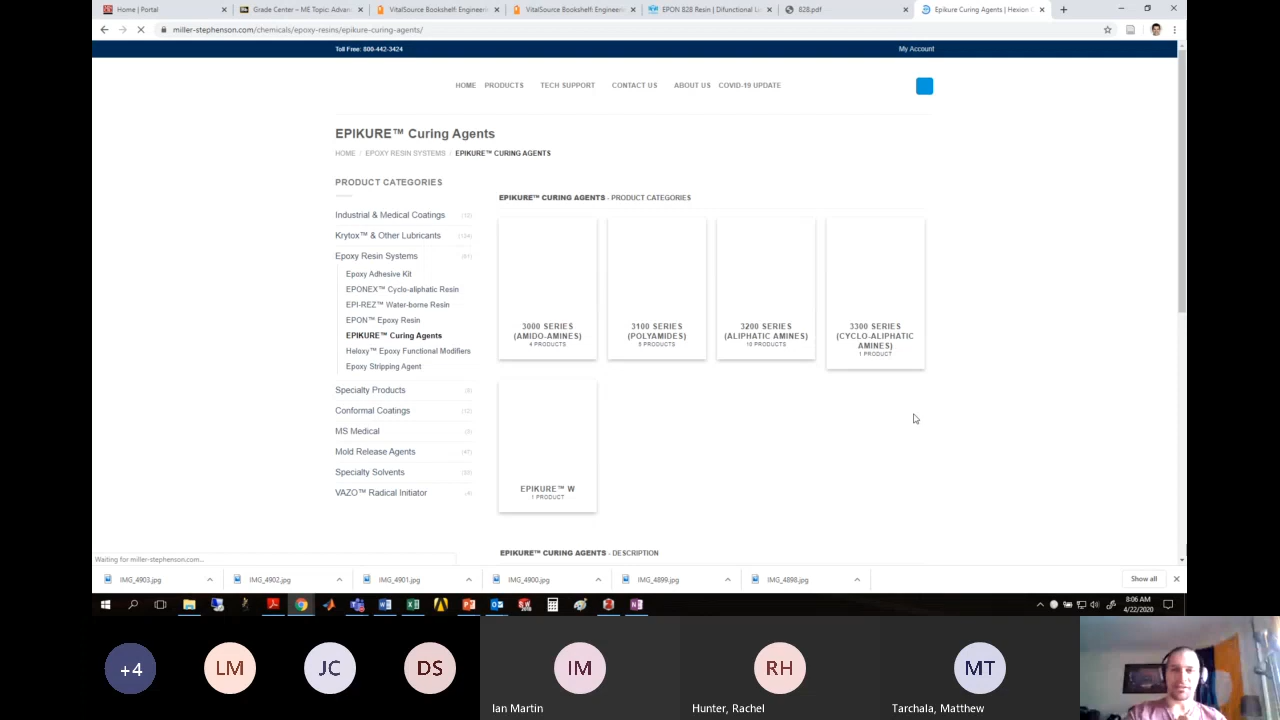 Home | Portal
Grade Center – ME Topic: Advan
VitalSource Bookshelf: Engineeri
VitalSource Bookshelf: Engineeri
EPON 828 Resin | Difunctional Li
828.pdf
Epikure Curing Agents | Hexion D
miller-stephenson.com/chemicals/epoxy-resins/epikure-curing-agents/
Toll Free: 800-442-3424
My Account
HOME PRODUCTS TECH SUPPORT CONTACT US ABOUT US COVID-19 UPDATE
EPIKURE™ Curing Agents
HOME / EPOXY RESIN SYSTEMS / EPIKURE™ CURING AGENTS
PRODUCT CATEGORIES
Industrial & Medical Coatings
Krytox™ & Other Lubricants (134)
Epoxy Resin Systems
Epoxy Adhesive Kit
EPONEX™ Cyclo-aliphatic Resin
EPI-REZ™ Water-borne Resin
EPON™ Epoxy Resin
EPIKURE™ Curing Agents
Heloxy™ Epoxy Functional Modifiers
Epoxy Stripping Agent
Specialty Products
Conformal Coatings
MS Medical
Mold Release Agents (47)
Specialty Solvents
VAZO™ Radical Initiator
EPIKURE™ CURING AGENTS - PRODUCT CATEGORIES
3000 SERIES
(AMIDO-AMINES)
4 PRODUCTS
3100 SERIES
(POLYAMIDES)
5 PRODUCTS
3200 SERIES
(ALIPHATIC AMINES)
10 PRODUCTS
3300 SERIES
(CYCLO-ALIPHATIC
AMINES)
1 PRODUCT
EPIKURE™ W
1 PRODUCT
EPIKURE™ CURING AGENTS - DESCRIPTION
Waiting for miller-stephenson.com...
IMG_4903.jpg
IMG_4902.jpg
IMG_4901.jpg
IMG_4900.jpg
IMG_4899.jpg
IMG_4898.jpg
Show all
8:06 AM
4/22/2020
+4
LM
JC
DS
IM
RH
MT
Ian Martin
Hunter, Rachel
Tarchala, Matthew